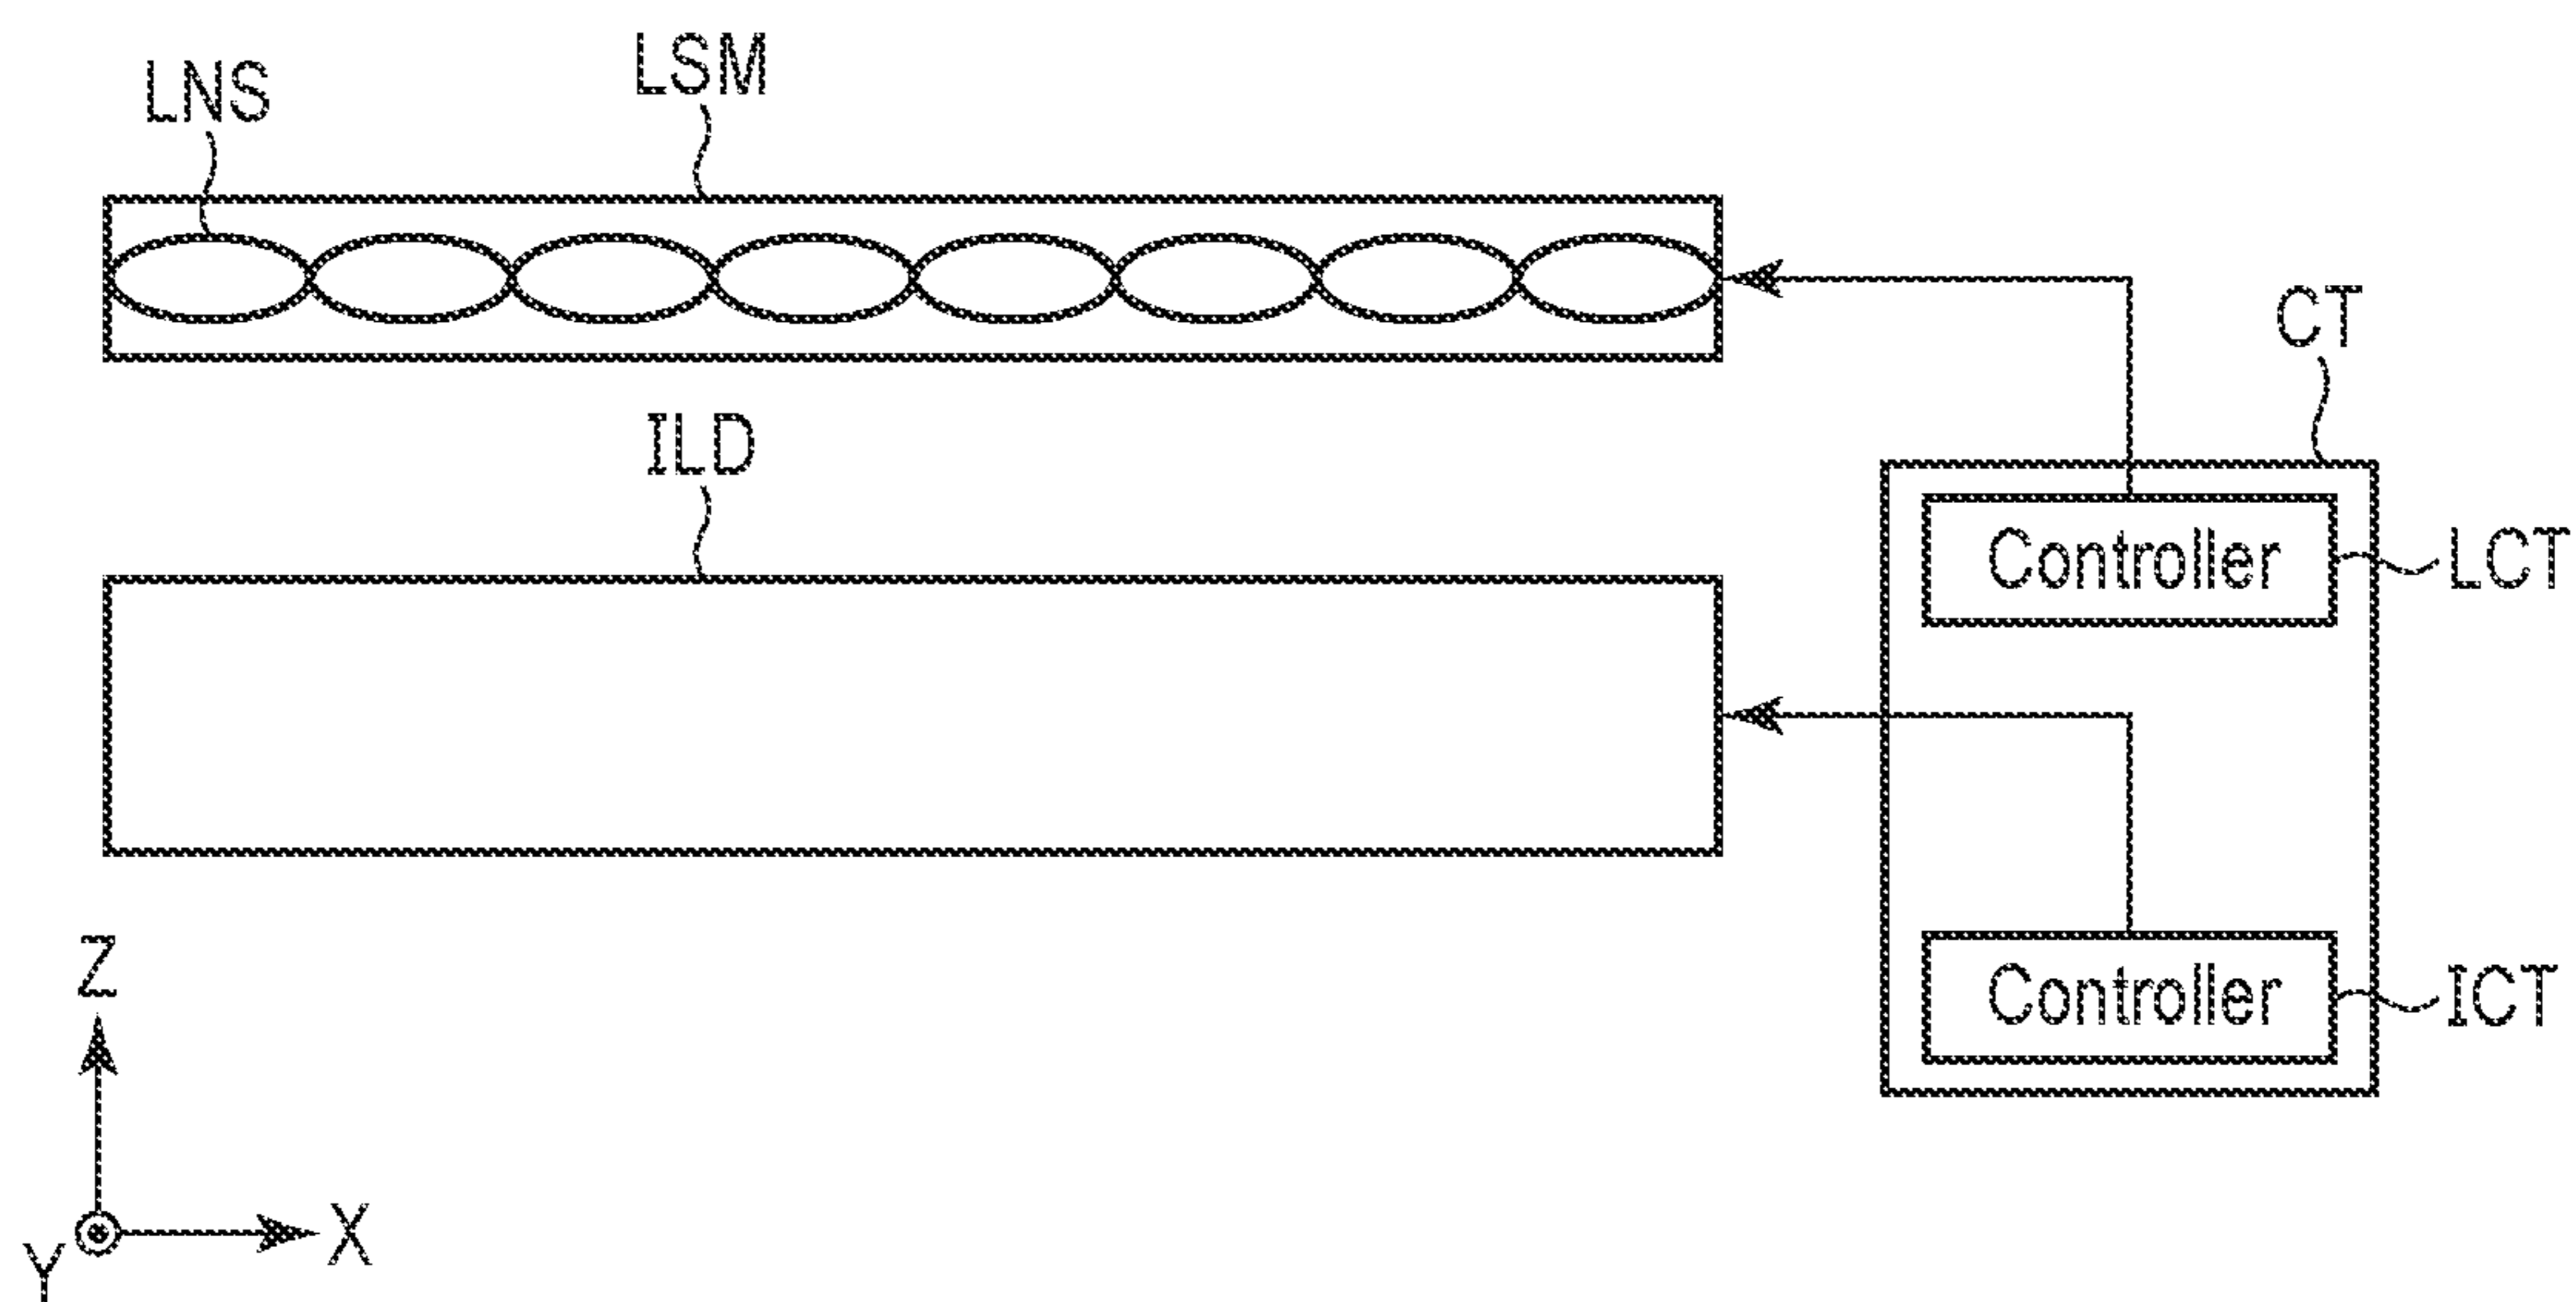 LNS
LSM
CT
ILD
Controller
LCT
Controller
ICT
Z
X
Y